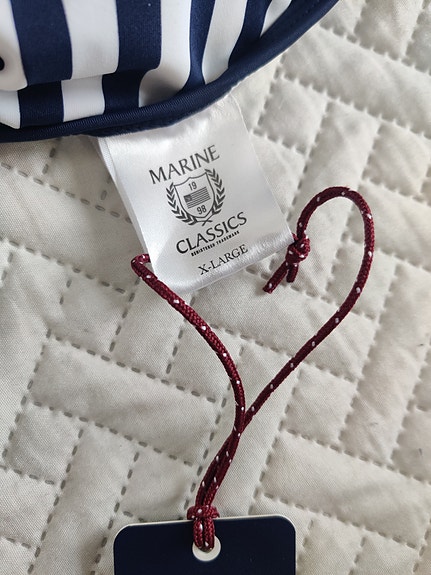 MARINE
19
98
CLASSICS
REGISTERED TRADEMARK
X-LARGE